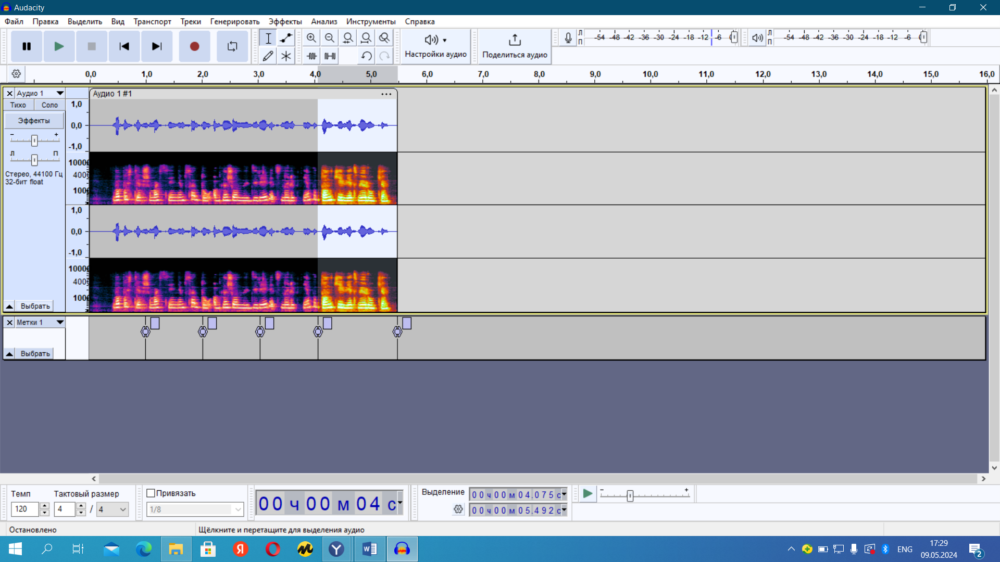 Audacity
Файл Правка Выделить Вид Транспорт Треки Генерировать Эффекты Анализ Инструменты Справка
Настройки аудио
Поделиться аудио
Л
П
-54 -48 -42 -36 -30 -24 -18 -12 -6
Л
П
-54 -48 -42 -36 -30 -24 -18 -12 -6
0,0 1,0 2,0 3,0 4,0 5,0 6,0 7,0 8,0 9,0 10,0 11,0 12,0 13,0 14,0 15,0 16,0
Аудио 1
Аудио 1 #1
Тихо Соло
Эффекты
- +
Л П
Стерео, 44100 Гц
32-бит float
Выбрать
1,0
0,0
-1,0
1000
400
100
1,0
0,0
-1,0
1000
400
100
Метки 1
Выбрать
Темп
120
Тактовый размер
4 / 4
Привязать
1/8
00 ч 00 м 04 с
Выделение
00 ч 00 м 04.075 с
00 ч 00 м 05.492 с
- +
Остановлено
Щёлкните и перетащите для выделения аудио
Я
Y
W
ENG
17:29
09.05.2024
2